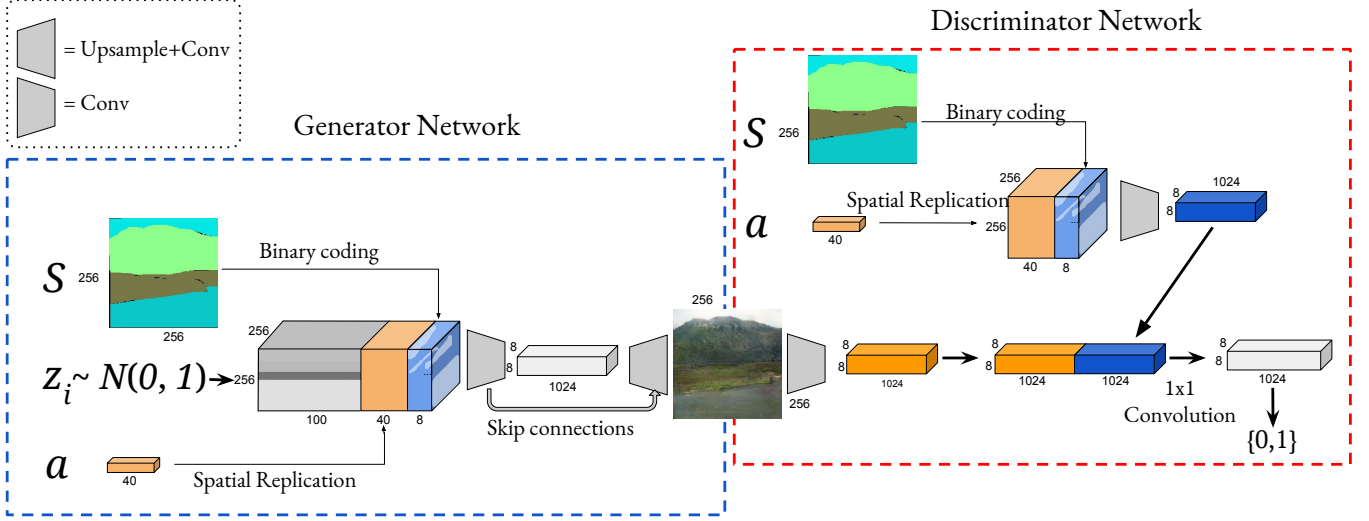 = Upsample+Conv
= Conv
Generator Network
S
256
256
Binary coding
z_i ~ N(0, 1)
256
256
100
40
8
a
40
Spatial Replication
8
8
1024
Skip connections
256
256
Discriminator Network
S
256
Binary coding
a
40
Spatial Replication
256
256
40
8
8
8
1024
8
8
1024
8
8
1024
1024
1x1
Convolution
8
8
1024
{0,1}